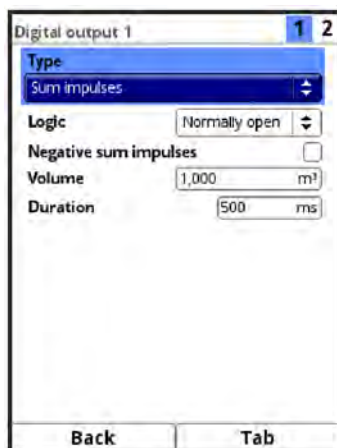 Digital output 1 1 2
Type
Sum impulses
Logic Normally open
Negative sum impulses
Volume 1,000 m³
Duration 500 ms
Back Tab